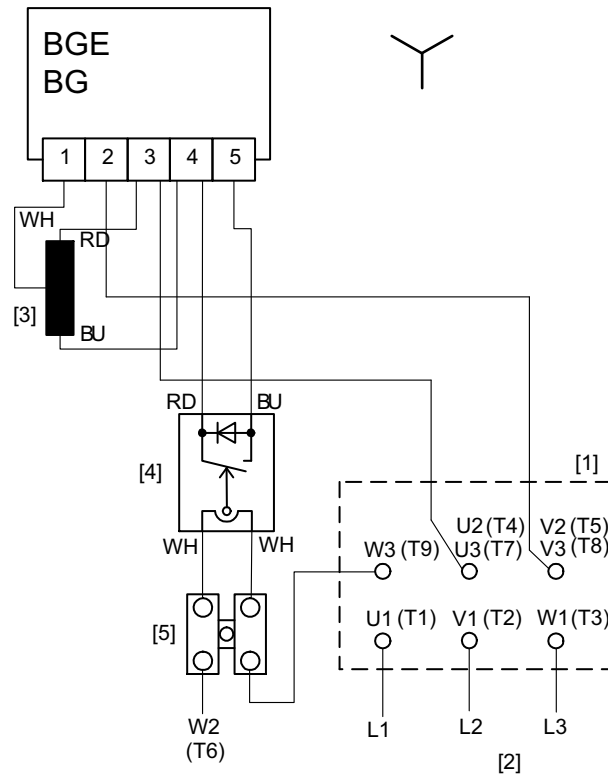 BGE
BG
1 2 3 4 5
WH
RD
[3]
BU
RD BU
[4]
[1]
WH WH
U2 (T4) V2 (T5)
W3 (T9) U3 (T7) V3 (T8)
[5]
U1 (T1) V1 (T2) W1 (T3)
W2
(T6)
L1 L2 L3
[2]